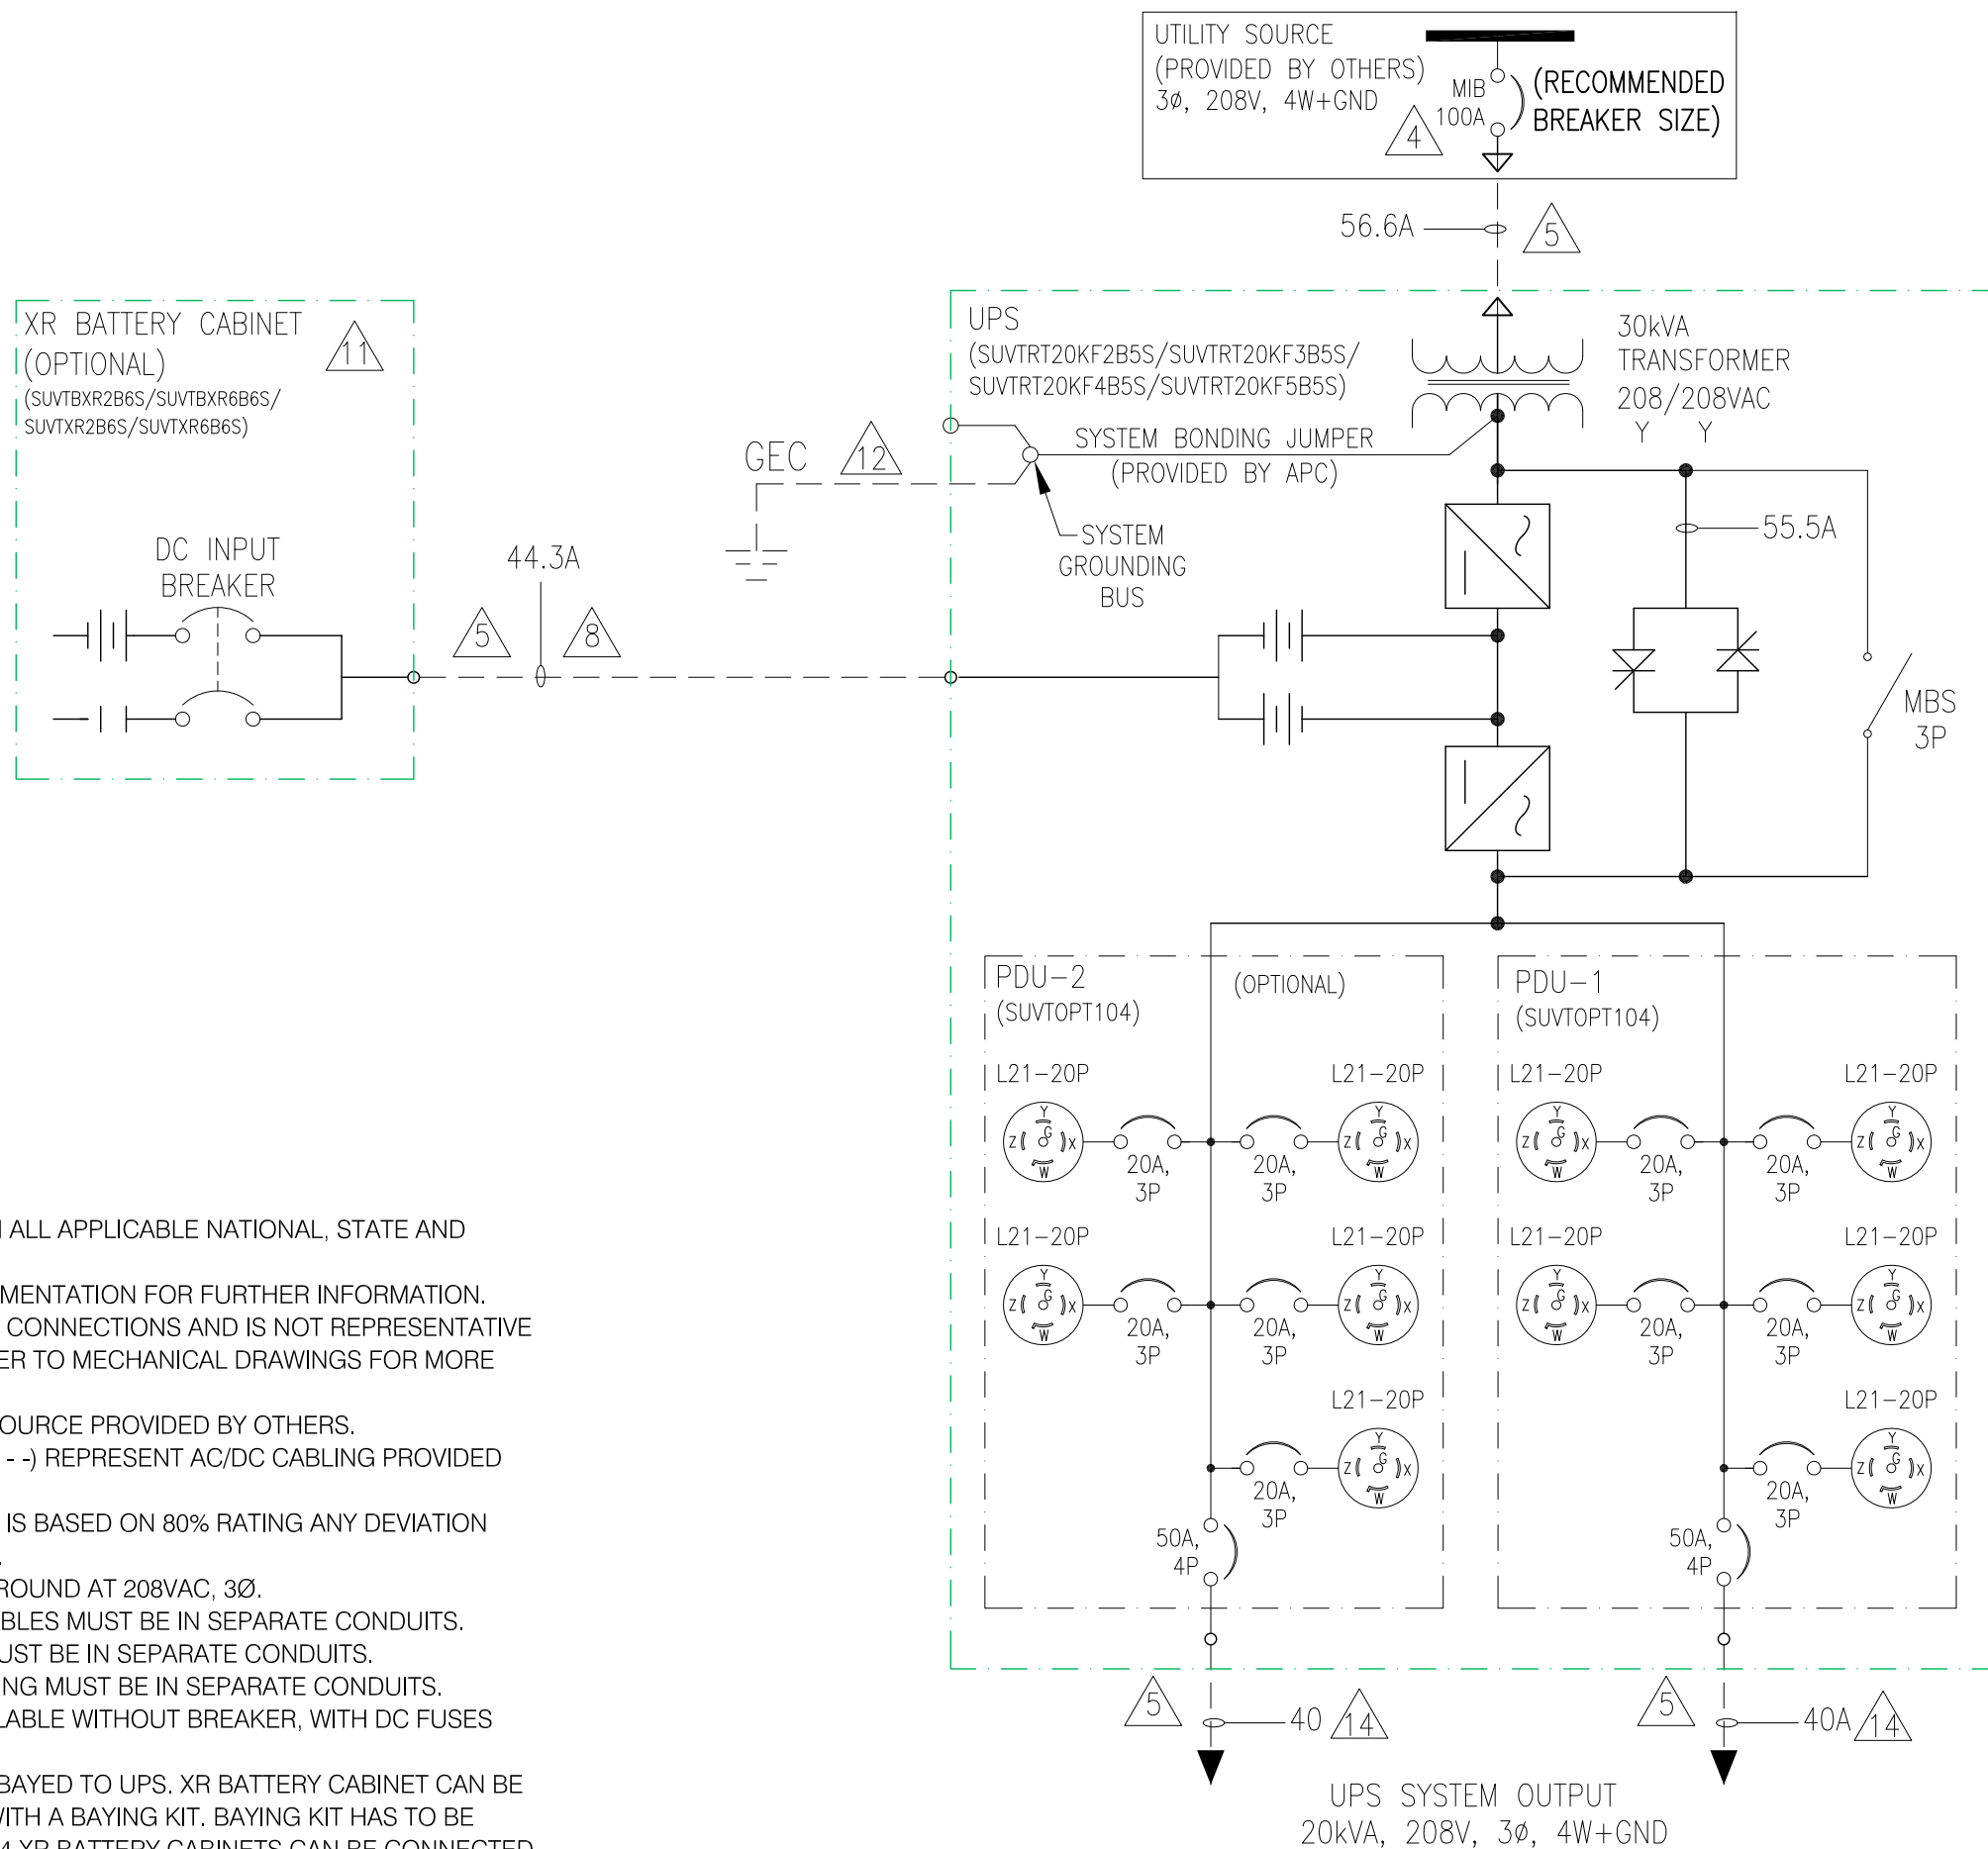 UTILITY SOURCE
(PROVIDED BY OTHERS)
3ø, 208V, 4W+GND
MIB
100A
(RECOMMENDED
BREAKER SIZE)
4
56.6A
5
XR BATTERY CABINET
(OPTIONAL)
(SUVTBXR2B6S/SUVTBXR6B6S/
SUVTXR2B6S/SUVTXR6B6S)
11
DC INPUT
BREAKER
44.3A
5
8
GEC
12
UPS
(SUVTRT20KF2B5S/SUVTRT20KF3B5S/
SUVTRT20KF4B5S/SUVTRT20KF5B5S)
SYSTEM BONDING JUMPER
(PROVIDED BY APC)
SYSTEM
GROUNDING
BUS
30kVA
TRANSFORMER
208/208VAC
Y Y
55.5A
MBS
3P
PDU-2
(SUVTOPT104)
(OPTIONAL)
L21-20P
L21-20P
Y
Z G X
W
20A,
3P
20A,
3P
Y
Z G X
W
L21-20P
L21-20P
Y
Z G X
W
20A,
3P
20A,
3P
Y
Z G X
W
L21-20P
20A,
3P
Y
Z G X
W
50A,
4P
PDU-1
(SUVTOPT104)
L21-20P
L21-20P
Y
Z G X
W
20A,
3P
20A,
3P
Y
Z G X
W
L21-20P
L21-20P
Y
Z G X
W
20A,
3P
20A,
3P
Y
Z G X
W
L21-20P
20A,
3P
Y
Z G X
W
50A,
4P
5
40
14
5
40A
14
UPS SYSTEM OUTPUT
20kVA, 208V, 3ø, 4W+GND
ALL APPLICABLE NATIONAL, STATE AND
MENTATION FOR FURTHER INFORMATION.
CONNECTIONS AND IS NOT REPRESENTATIVE
ER TO MECHANICAL DRAWINGS FOR MORE
OURCE PROVIDED BY OTHERS.
- -) REPRESENT AC/DC CABLING PROVIDED
IS BASED ON 80% RATING ANY DEVIATION
.
ROUND AT 208VAC, 3Ø.
BLES MUST BE IN SEPARATE CONDUITS.
UST BE IN SEPARATE CONDUITS.
NG MUST BE IN SEPARATE CONDUITS.
LABLE WITHOUT BREAKER, WITH DC FUSES
BAYED TO UPS. XR BATTERY CABINET CAN BE
WITH A BAYING KIT. BAYING KIT HAS TO BE
4 XR BATTERY CABINETS CAN BE CONNECTED